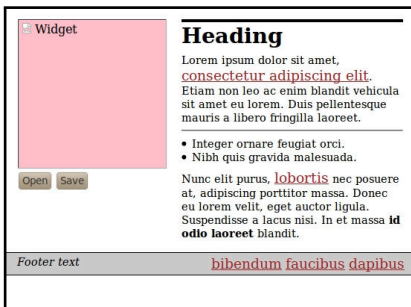 Widget
Open Save
Heading
Lorem ipsum dolor sit amet,
consectetur adipiscing elit.
Etiam non leo ac enim blandit vehicula
sit amet eu lorem. Duis pellentesque
mauris a libero fringilla laoreet.
• Integer ornare feugiat orci.
• Nibh quis gravida malesuada.
Nunc elit purus, lobortis nec posuere
at, adipiscing porttitor massa. Donec
eu lorem velit, eget auctor ligula.
Suspendisse a lacus nisi. In et massa id
odio laoreet blandit.
Footer text bibendum faucibus dapibus